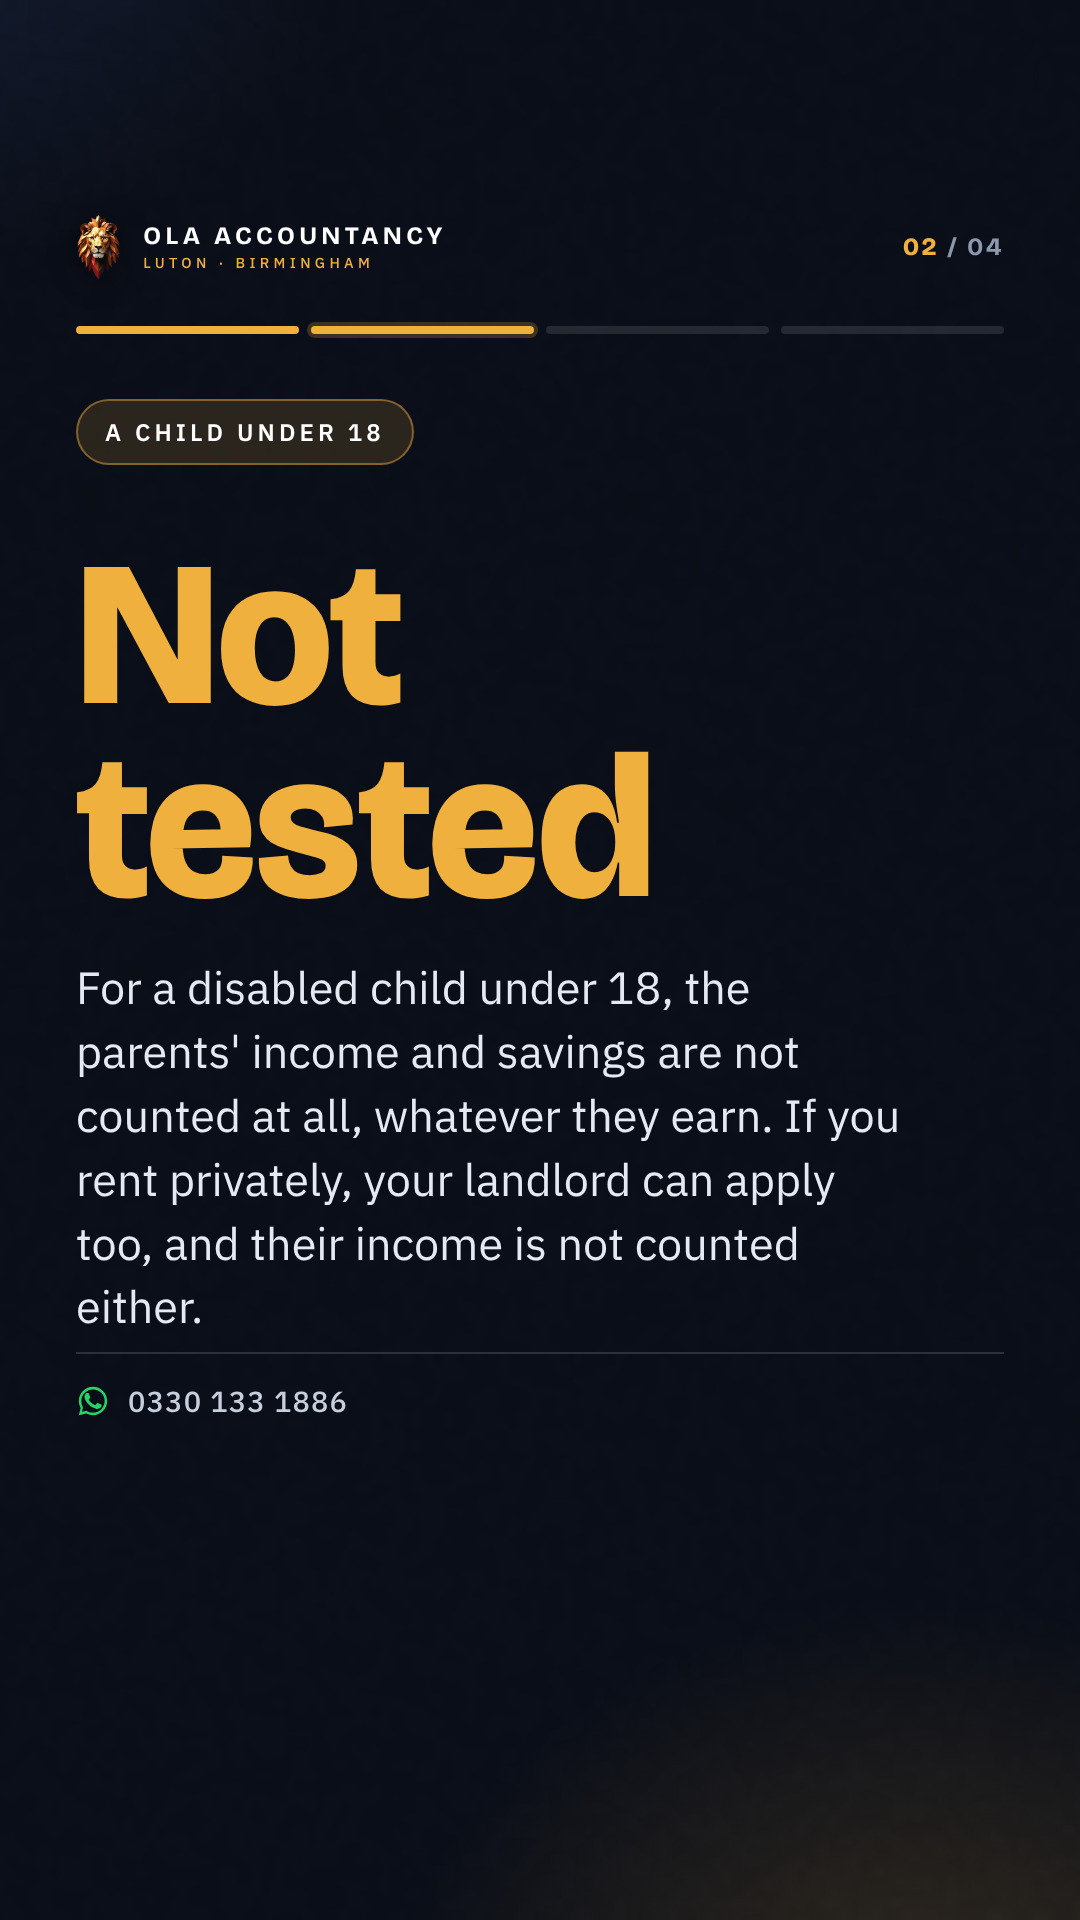 OLA ACCOUNTANCY
LUTON · BIRMINGHAM
02 / 04
A CHILD UNDER 18
Not
tested
For a disabled child under 18, the
parents' income and savings are not
counted at all, whatever they earn. If you
rent privately, your landlord can apply
too, and their income is not counted
either.
0330 133 1886